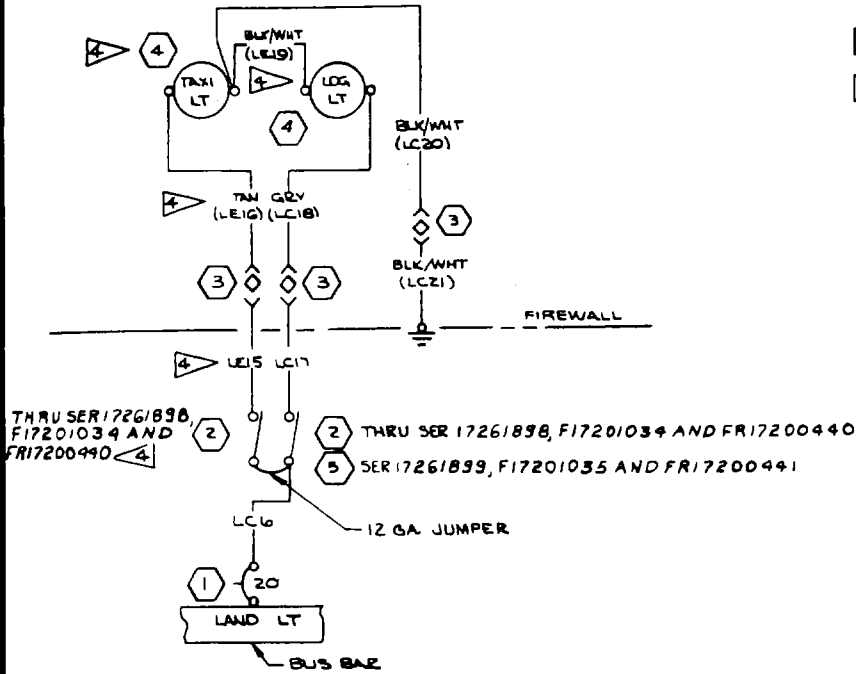 BLK/WHT
(LE19)
4
4
TAXI
LT
4
LDG
LT
4
BLK/WHT
(LC20)
4
TAN GRY
(LE16) (LC18)
3
3
3
BLK/WHT
(LC21)
FIREWALL
4
LE15 LC17
THRU SER 17261898,
F17201034 AND
FR17200440
4
2
2
THRU SER 17261898, F17201034 AND FR17200440
5
SER 17261899, F17201035 AND FR17200441
12 GA JUMPER
LC6
1
20
LAND LT
BUS BAR